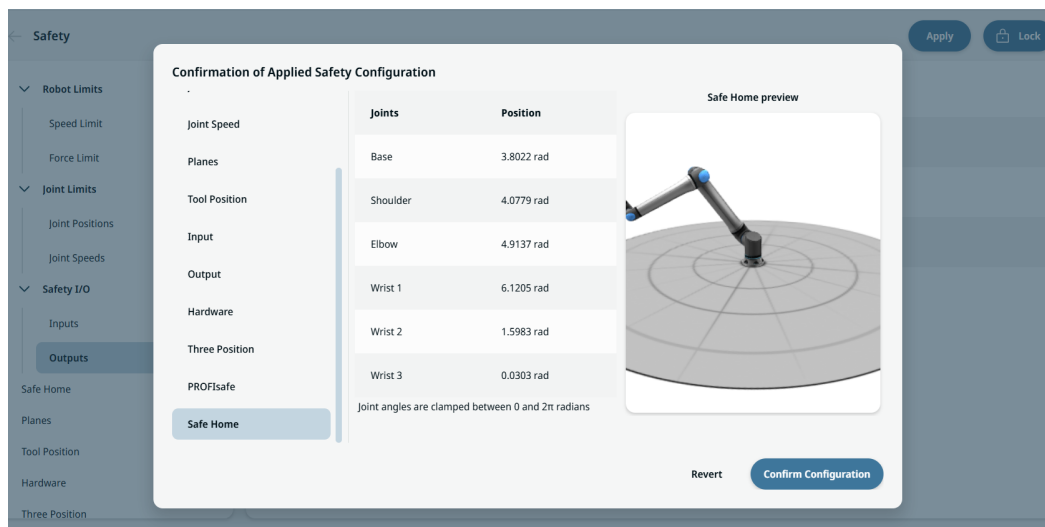 Safety
Apply
Lock
Robot Limits
Speed Limit
Force Limit
Joint Limits
Joint Positions
Joint Speeds
Safety I/O
Inputs
Outputs
Safe Home
Planes
Tool Position
Hardware
Three Position
Confirmation of Applied Safety Configuration
Joint Speed
Planes
Tool Position
Input
Output
Hardware
Three Position
PROFIsafe
Safe Home
Joints Position
Base 3.8022 rad
Shoulder 4.0779 rad
Elbow 4.9137 rad
Wrist 1 6.1205 rad
Wrist 2 1.5983 rad
Wrist 3 0.0303 rad
Joint angles are clamped between 0 and 2π radians
Safe Home preview
Revert
Confirm Configuration